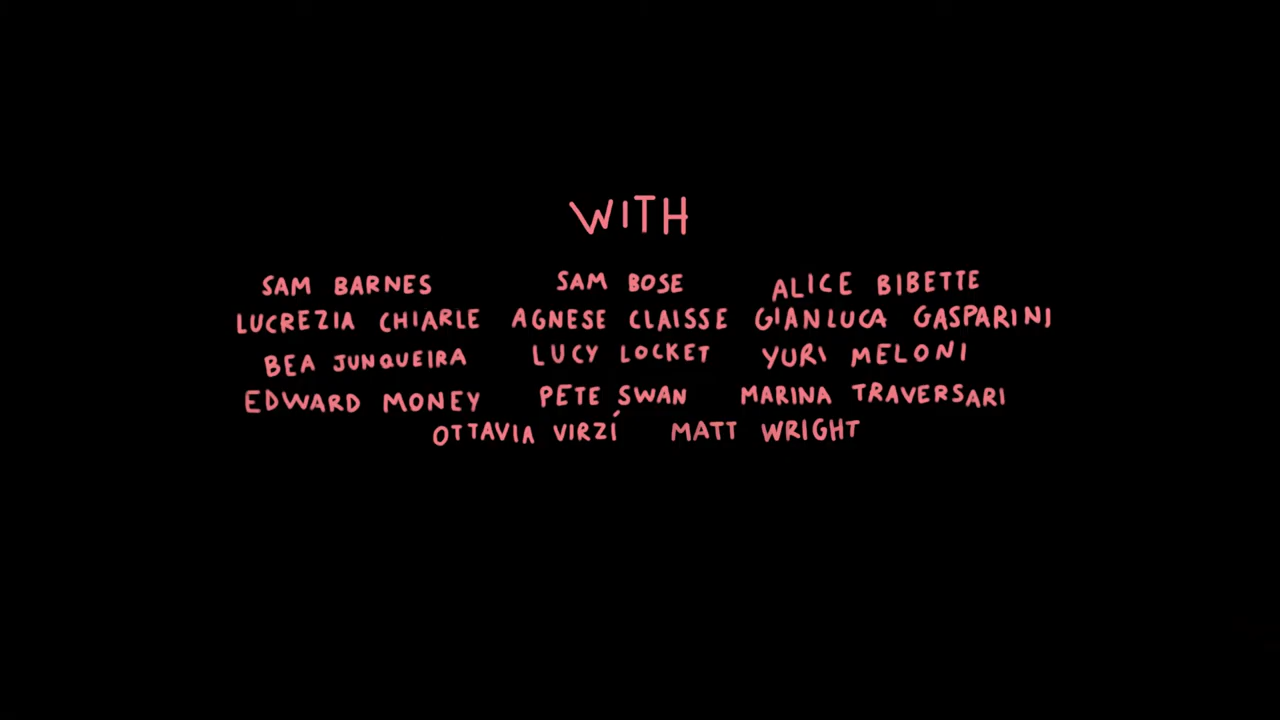 WITH
SAM BARNES SAM BOSE ALICE BIBETTE
LUCREZIA CHIARLE AGNESE CLAISSE GIANLUCA GASPARINI
BEA JUNQUEIRA LUCY LOCKET YURI MELONI
EDWARD MONEY PETE SWAN MARINA TRAVERSARI
OTTAVIA VIRZÍ MATT WRIGHT